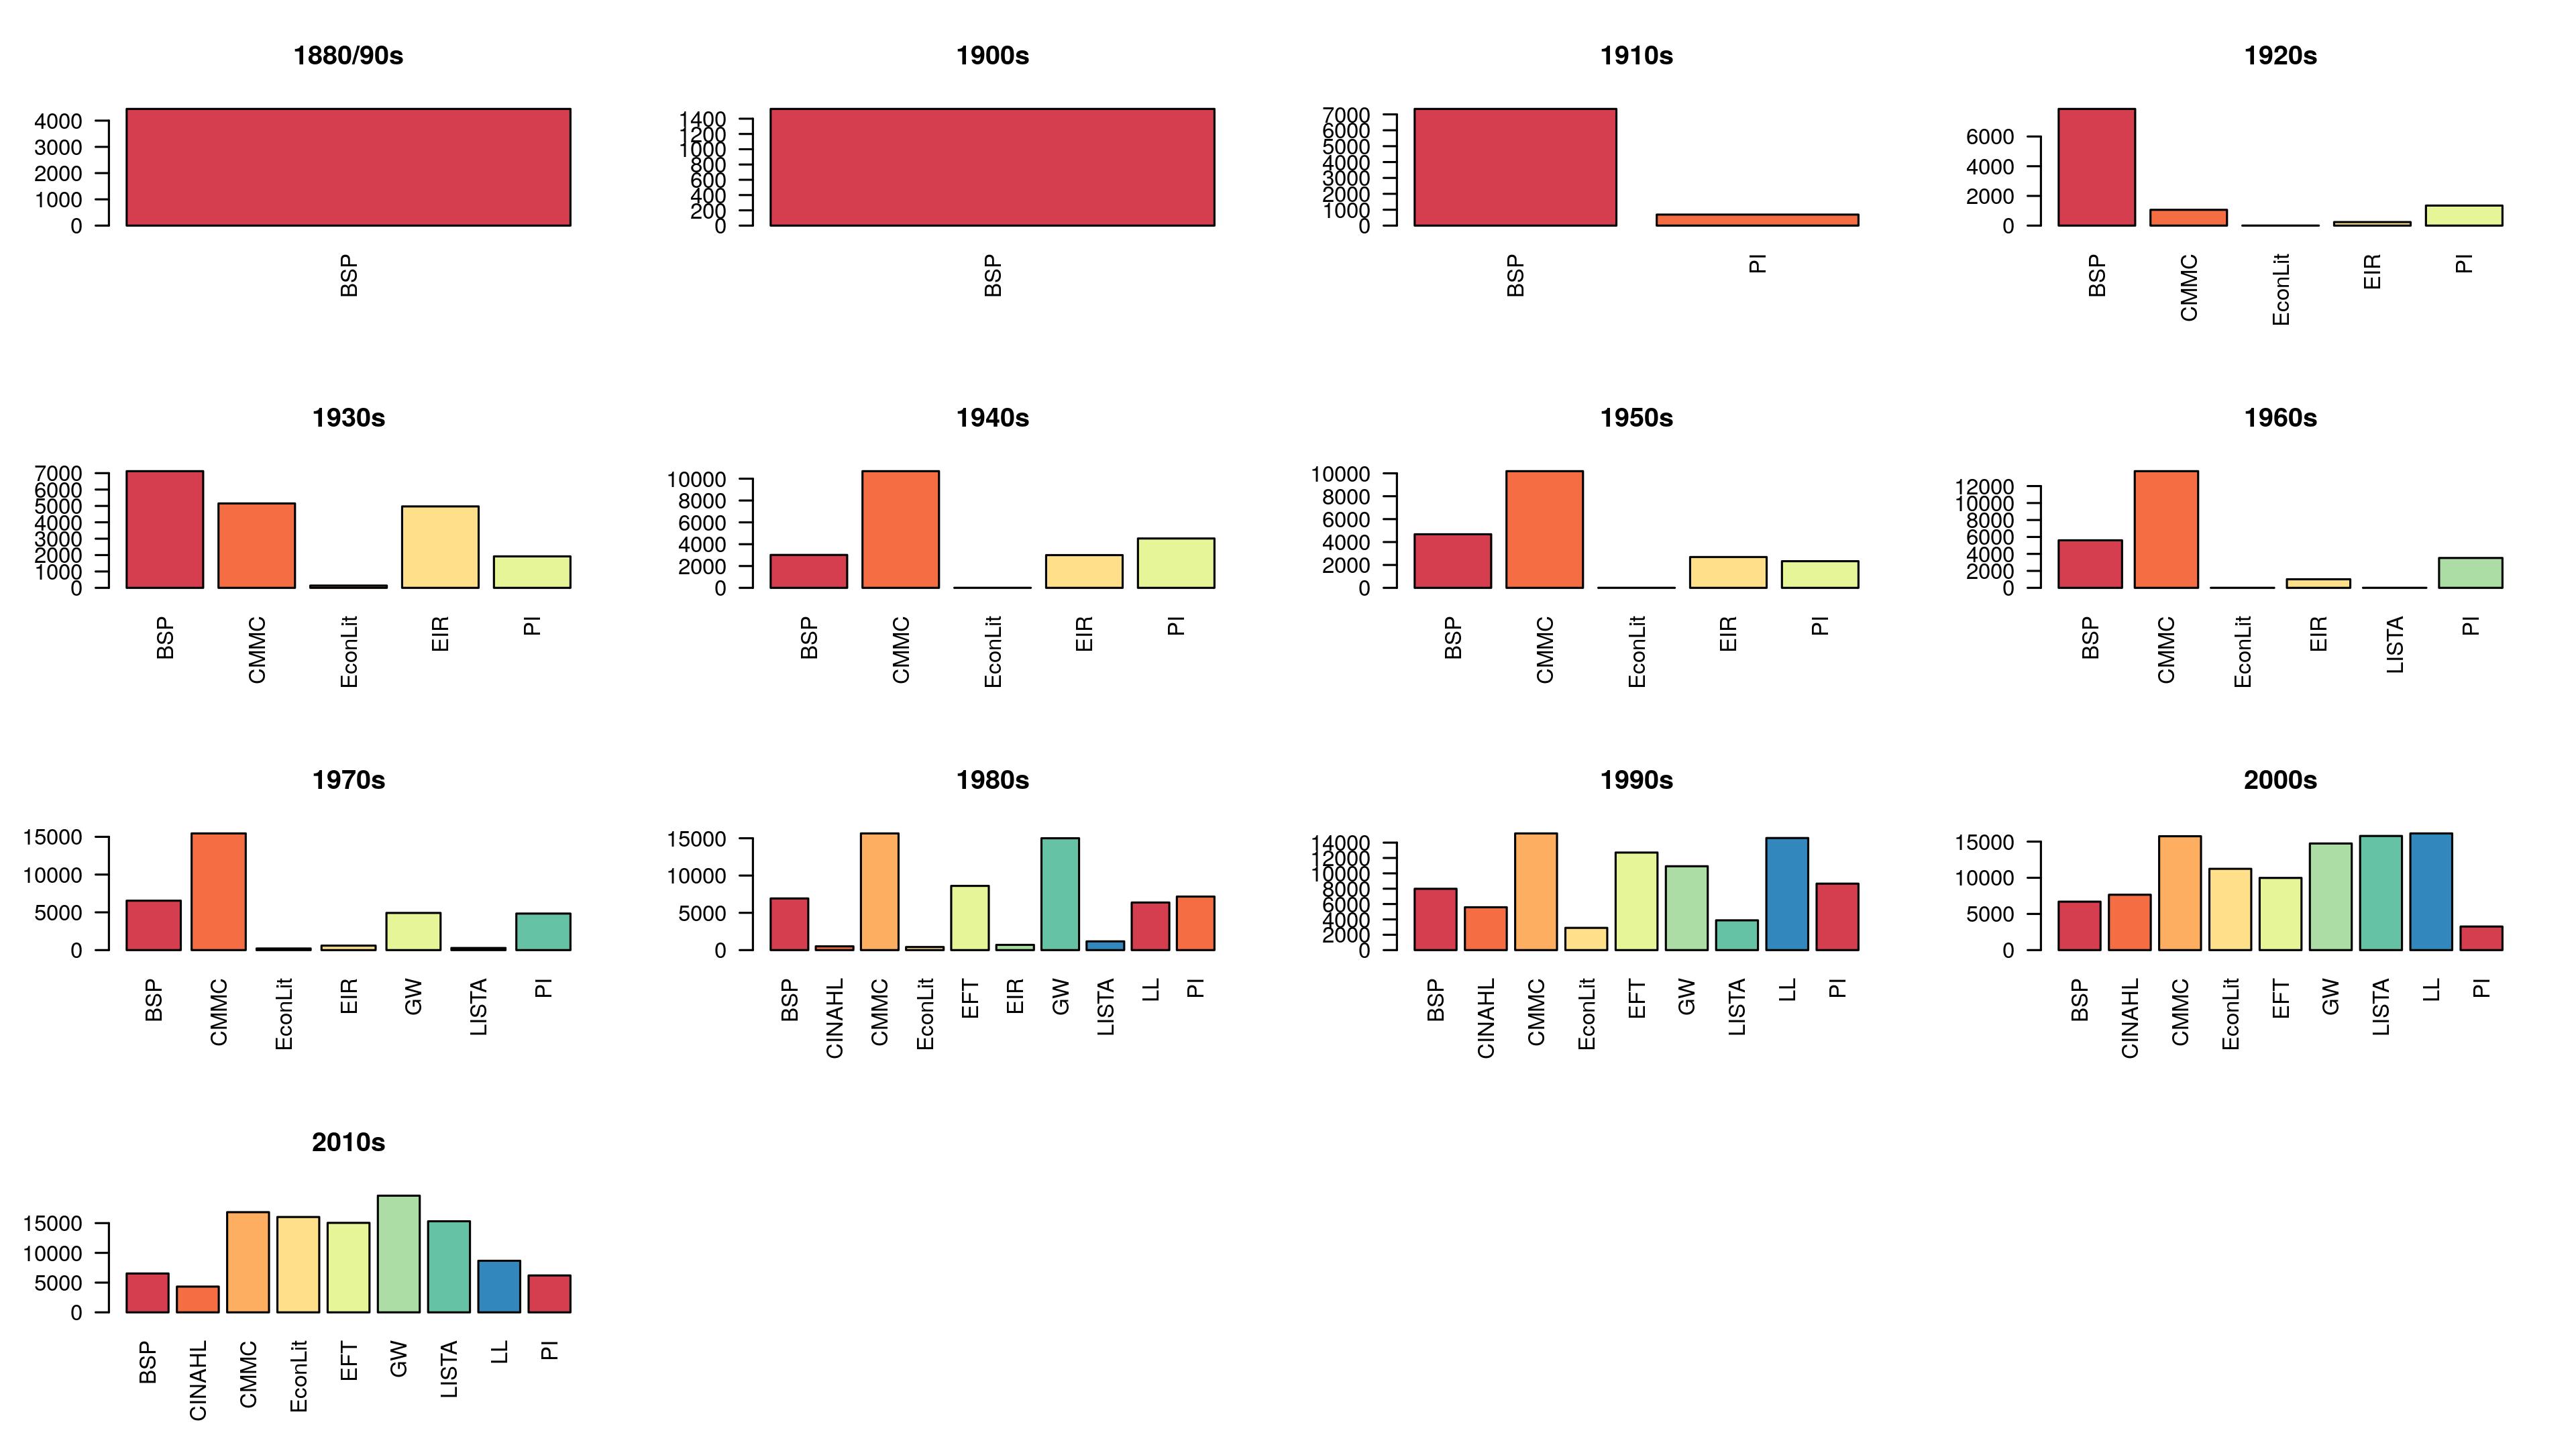 1880/90s
4000
3000
2000
1000
0
BSP
1900s
1400
1200
1000
800
600
400
200
0
BSP
1910s
7000
6000
5000
4000
3000
2000
1000
0
BSP PI
1920s
6000
4000
2000
0
BSP CMMC EconLit EIR PI
1930s
7000
6000
5000
4000
3000
2000
1000
0
BSP CMMC EconLit EIR PI
1940s
10000
8000
6000
4000
2000
0
BSP CMMC EconLit EIR PI
1950s
10000
8000
6000
4000
2000
0
BSP CMMC EconLit EIR PI
1960s
12000
10000
8000
6000
4000
2000
0
BSP CMMC EconLit EIR LISTA PI
1970s
15000
10000
5000
0
BSP CMMC EconLit EIR GW LISTA PI
1980s
15000
10000
5000
0
BSP CINAHL CMMC EconLit EFT EIR GW LISTA LL PI
1990s
14000
12000
10000
8000
6000
4000
2000
0
BSP CINAHL CMMC EconLit EFT GW LISTA LL PI
2000s
15000
10000
5000
0
BSP CINAHL CMMC EconLit EFT GW LISTA LL PI
2010s
15000
10000
5000
0
BSP CINAHL CMMC EconLit EFT GW LISTA LL PI